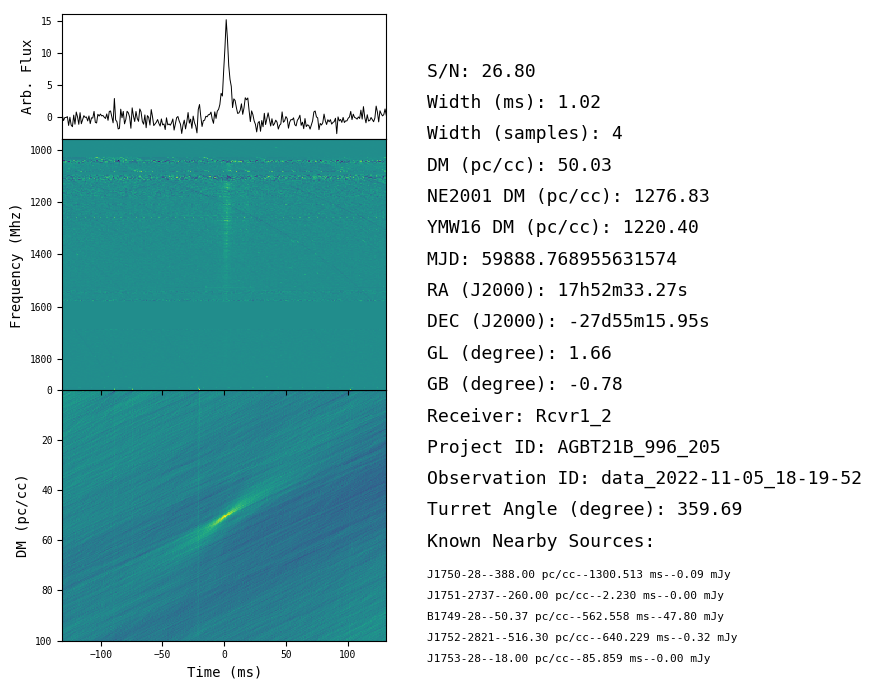 15
10
5
0
Arb. Flux
1000
1200
1400
1600
1800
Frequency (Mhz)
0
20
40
60
80
100
DM (pc/cc)
−100
−50
0
50
100
Time (ms)
S/N: 26.80
Width (ms): 1.02
Width (samples): 4
DM (pc/cc): 50.03
NE2001 DM (pc/cc): 1276.83
YMW16 DM (pc/cc): 1220.40
MJD: 59888.768955631574
RA (J2000): 17h52m33.27s
DEC (J2000): -27d55m15.95s
GL (degree): 1.66
GB (degree): -0.78
Receiver: Rcvr1_2
Project ID: AGBT21B_996_205
Observation ID: data_2022-11-05_18-19-52
Turret Angle (degree): 359.69
Known Nearby Sources:
J1750-28--388.00 pc/cc--1300.513 ms--0.09 mJy
J1751-2737--260.00 pc/cc--2.230 ms--0.00 mJy
B1749-28--50.37 pc/cc--562.558 ms--47.80 mJy
J1752-2821--516.30 pc/cc--640.229 ms--0.32 mJy
J1753-28--18.00 pc/cc--85.859 ms--0.00 mJy